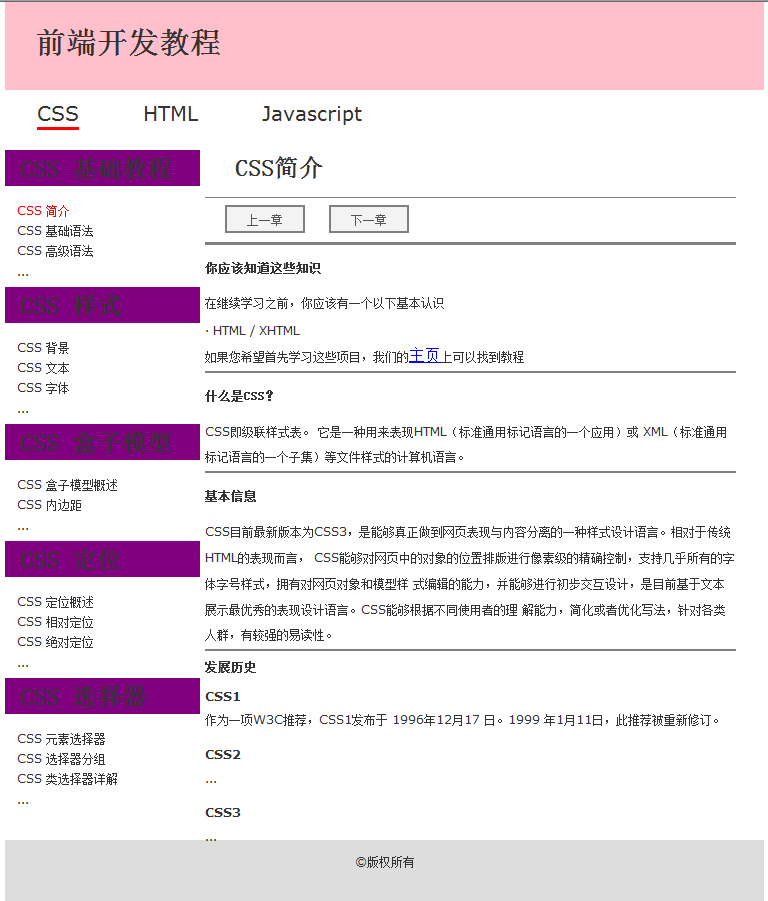 前端开发教程
CSS HTML Javascript
CSS 基础教程
CSS 简介
CSS 基础语法
CSS 高级语法
...
CSS 样式
CSS 背景
CSS 文本
CSS 字体
...
CSS 盒子模型
CSS 盒子模型概述
CSS 内边距
...
CSS 定位
CSS 定位概述
CSS 相对定位
CSS 绝对定位
...
CSS 选择器
CSS 元素选择器
CSS 选择器分组
CSS 类选择器详解
...
CSS简介
上一章 下一章
你应该知道这些知识
在继续学习之前，你应该有一个以下基本认识
· HTML / XHTML
如果您希望首先学习这些项目，我们的主页上可以找到教程
什么是CSS?
CSS即级联样式表。 它是一种用来表现HTML（标准通用标记语言的一个应用）或 XML（标准通用
标记语言的一个子集）等文件样式的计算机语言。
基本信息
CSS目前最新版本为CSS3，是能够真正做到网页表现与内容分离的一种样式设计语言。相对于传统
HTML的表现而言， CSS能够对网页中的对象的位置排版进行像素级的精确控制，支持几乎所有的字
体字号样式，拥有对网页对象和模型样 式编辑的能力，并能够进行初步交互设计，是目前基于文本
展示最优秀的表现设计语言。CSS能够根据不同使用者的理 解能力，简化或者优化写法，针对各类
人群，有较强的易读性。
发展历史
CSS1
作为一项W3C推荐，CSS1发布于 1996年12月17 日。1999 年1月11日，此推荐被重新修订。
CSS2
...
CSS3
...
©版权所有